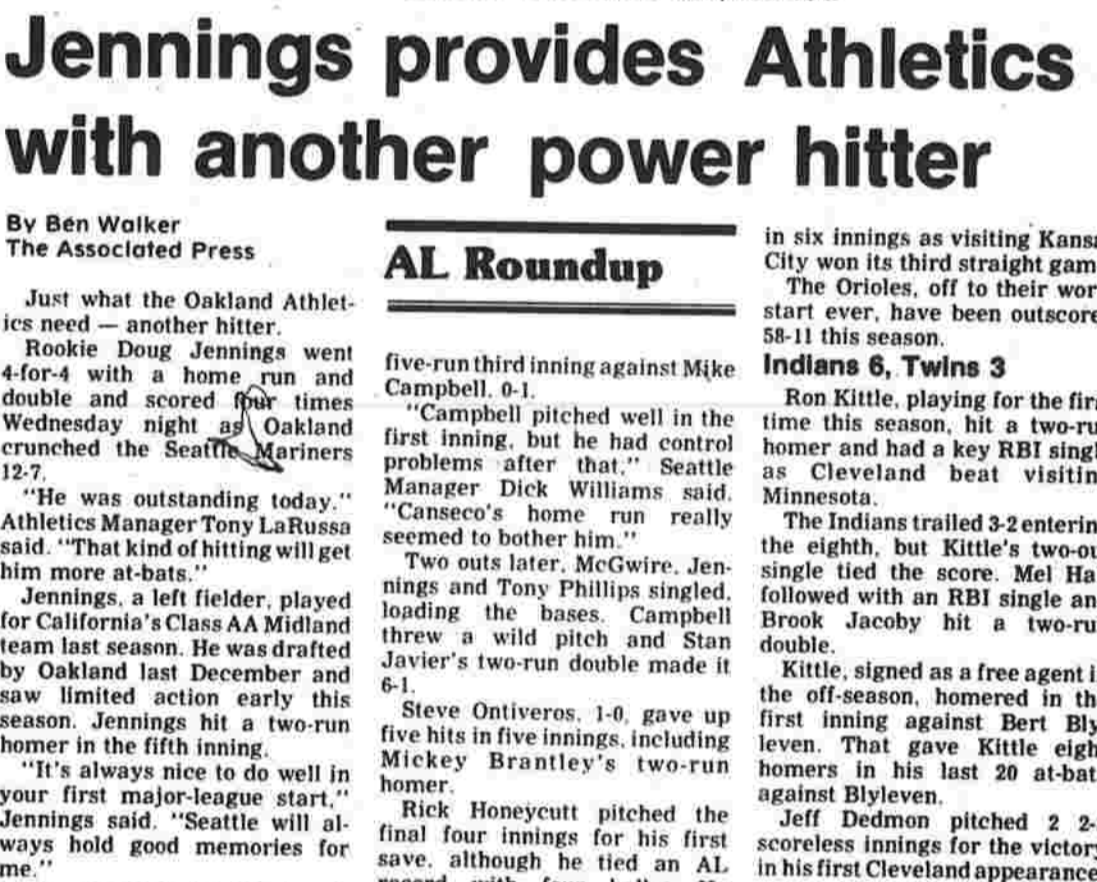 Jennings provides Athletics
with another power hitter
By Ben Walker
The Associated Press
Just what the Oakland Athlet-
ics need — another hitter.
Rookie Doug Jennings went
4-for-4 with a home run and
double and scored four times
Wednesday night as Oakland
crunched the Seattle Mariners
12-7.
"He was outstanding today."
Athletics Manager Tony LaRussa
said. "That kind of hitting will get
him more at-bats."
Jennings, a left fielder, played
for California's Class AA Midland
team last season. He was drafted
by Oakland last December and
saw limited action early this
season. Jennings hit a two-run
homer in the fifth inning.
"It's always nice to do well in
your first major-league start,"
Jennings said. "Seattle will al-
ways hold good memories for
me."
AL Roundup
five-run third inning against Mike
Campbell, 0-1.
"Campbell pitched well in the
first inning, but he had control
problems after that," Seattle
Manager Dick Williams said.
"Canseco's home run really
seemed to bother him."
Two outs later, McGwire, Jen-
nings and Tony Phillips singled,
loading the bases. Campbell
threw a wild pitch and Stan
Javier's two-run double made it
6-1.
Steve Ontiveros, 1-0, gave up
five hits in five innings, including
Mickey Brantley's two-run
homer.
Rick Honeycutt pitched the
final four innings for his first
save, although he tied an AL
record with four balks
in six innings as visiting Kansa
City won its third straight gam
The Orioles, off to their wor
start ever, have been outscore
58-11 this season.
Indians 6, Twins 3
Ron Kittle, playing for the fir
time this season, hit a two-ru
homer and had a key RBI singl
as Cleveland beat visitin
Minnesota.
The Indians trailed 3-2 enterin
the eighth, but Kittle's two-ou
single tied the score. Mel Ha
followed with an RBI single an
Brook Jacoby hit a two-ru
double.
Kittle, signed as a free agent i
the off-season, homered in th
first inning against Bert Bly
leven. That gave Kittle eigh
homers in his last 20 at-bat
against Blyleven.
Jeff Dedmon pitched 2 2-
scoreless innings for the victory
in his first Cleveland appearance